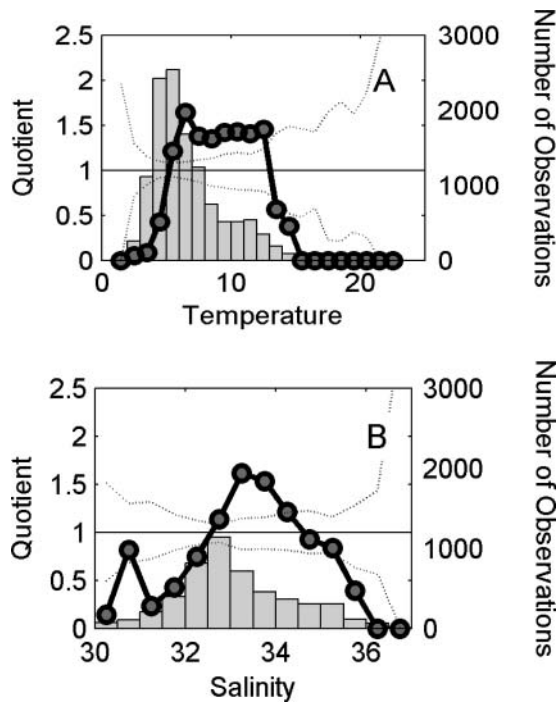 2.5
2
1.5
1
0.5
0
Quotient
A
3000
2000
1000
0
Number of Observations
0 10 20
Temperature
2.5
2
1.5
1
0.5
0
Quotient
B
3000
2000
1000
0
Number of Observations
30 32 34 36
Salinity